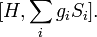 [H, \sum_i g_i S_i].